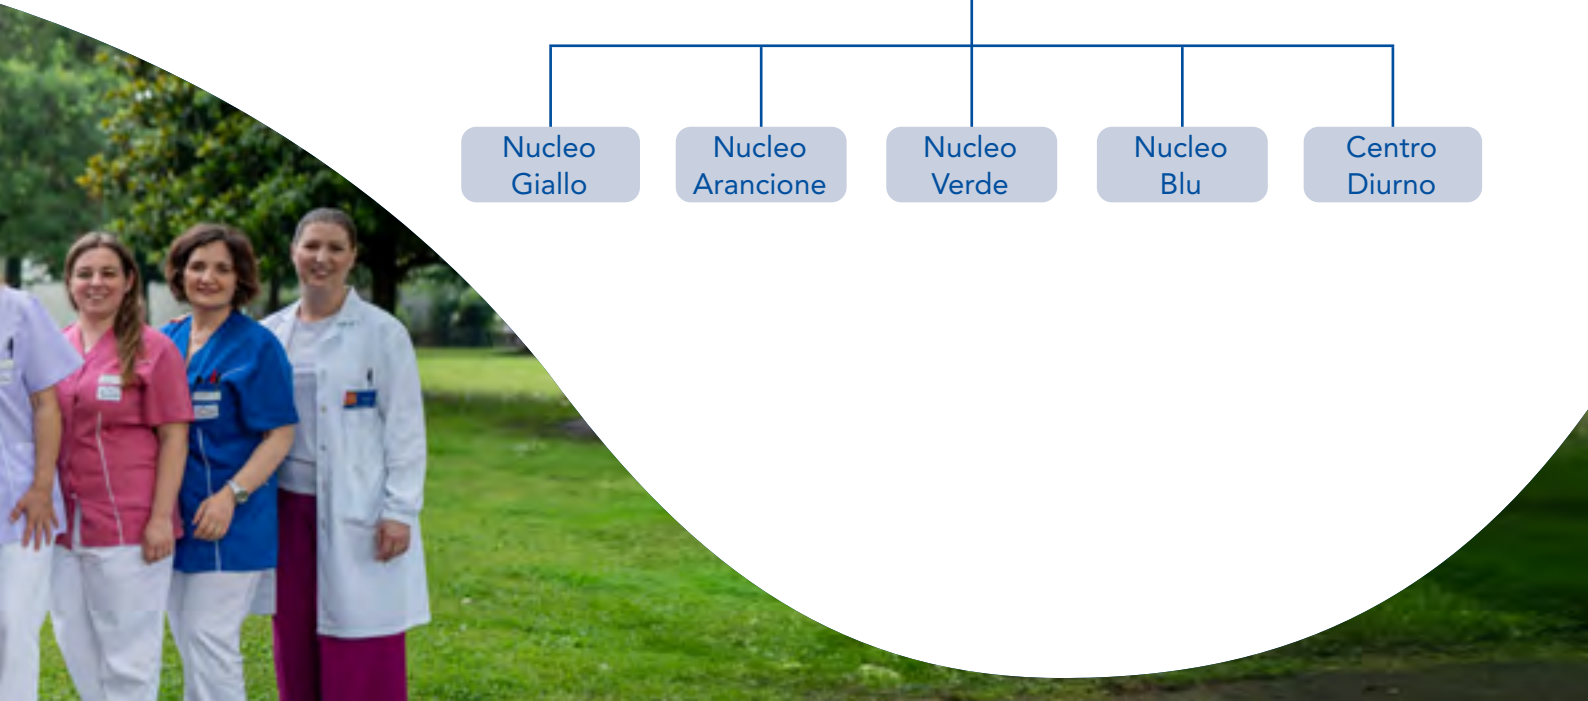 Nucleo
Giallo
Nucleo
Arancione
Nucleo
Verde
Nucleo
Blu
Centro
Diurno